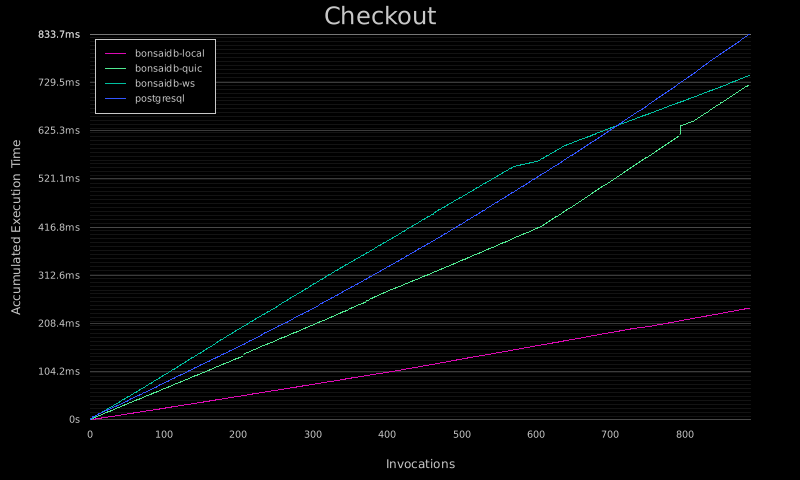 Checkout
833.7ms
bonsaidb-local
bonsaidb-quic
bonsaidb-ws
postgresql
729.5ms
625.3ms
521.1ms
416.8ms
312.6ms
208.4ms
104.2ms
0s
Accumulated Execution Time
0 100 200 300 400 500 600 700 800
Invocations